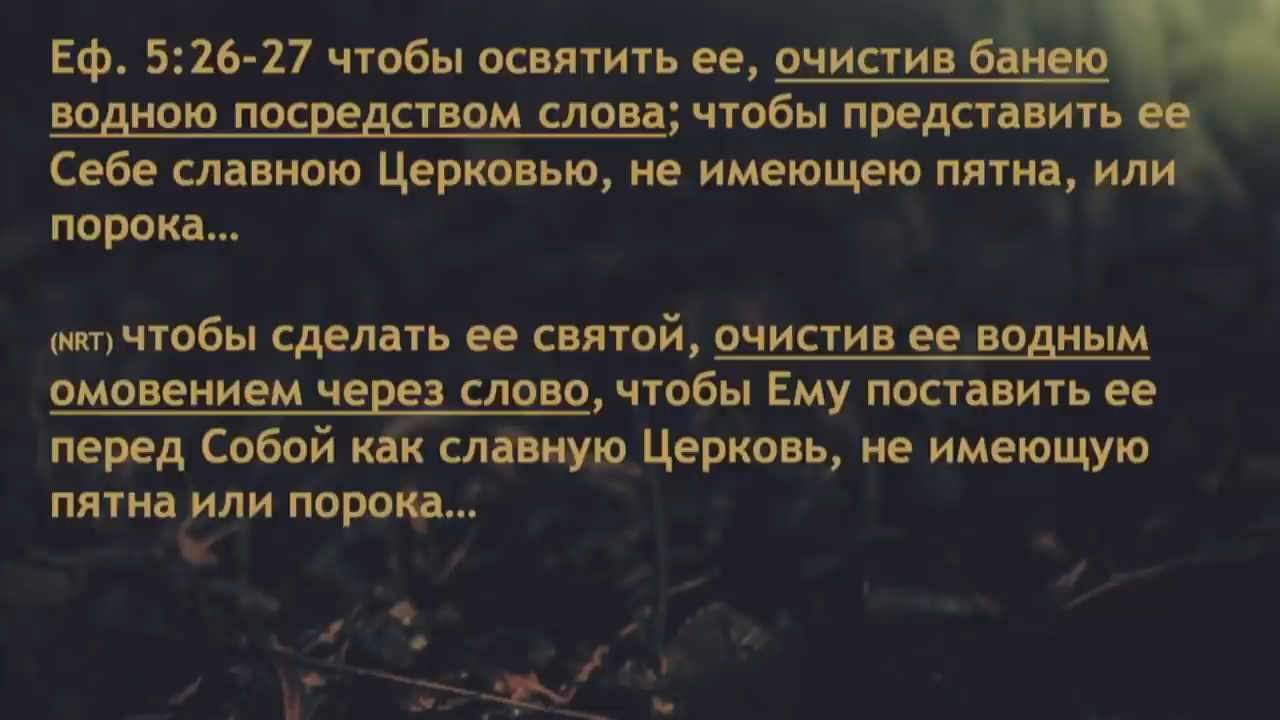 Еф. 5:26-27 чтобы освятить ее, очистив банею
водною посредством слова; чтобы представить ее
Себе славною Церковью, не имеющею пятна, или
порока...
(NRT) чтобы сделать ее святой, очистив ее водным
омовением через слово, чтобы Ему поставить ее
перед Собой как славную Церковь, не имеющую
пятна или порока...